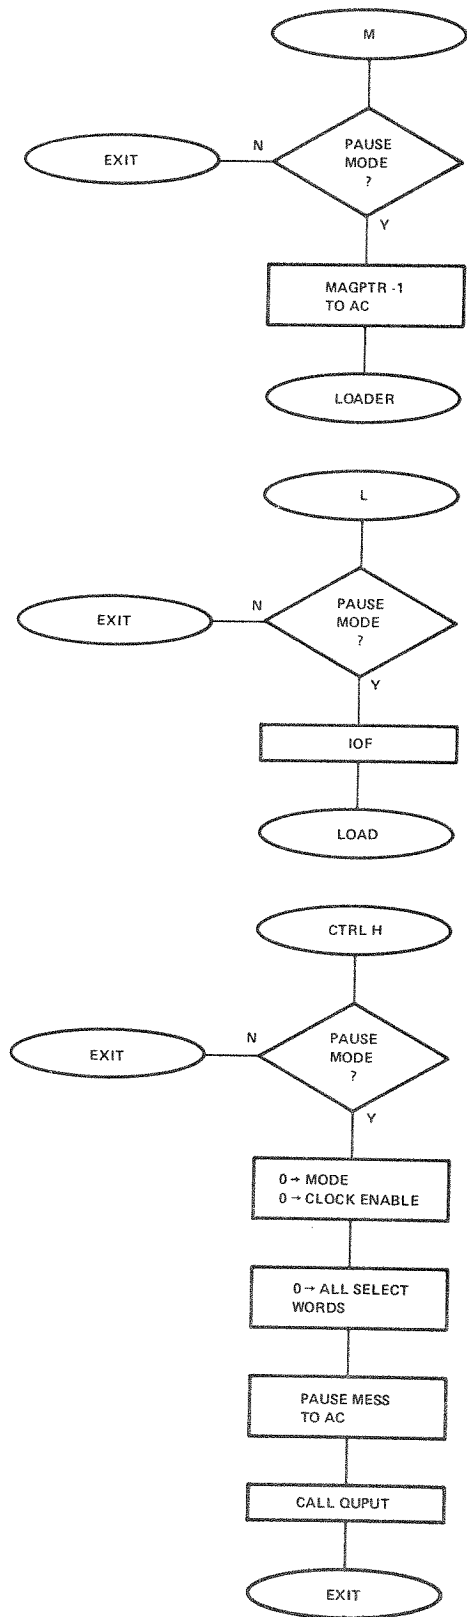 M
N
EXIT
PAUSE
MODE
?
Y
MAGPTR -1
TO AC
LOADER
L
N
EXIT
PAUSE
MODE
?
Y
IOF
LOAD
CTRL H
N
EXIT
PAUSE
MODE
?
Y
0→ MODE
0→ CLOCK ENABLE
0→ ALL SELECT
WORDS
PAUSE MESS
TO AC
CALL QUPUT
EXIT